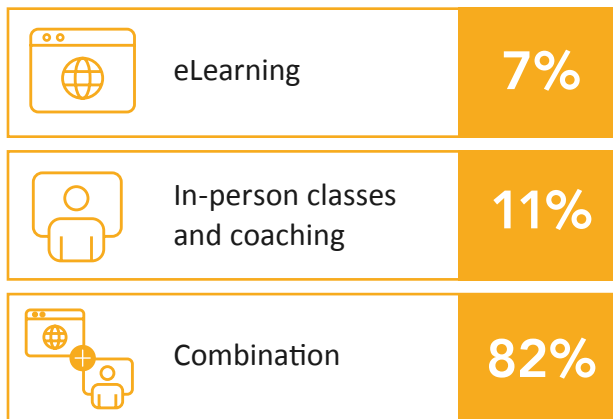 eLearning
7%
In-person classes
and coaching
11%
Combination
82%